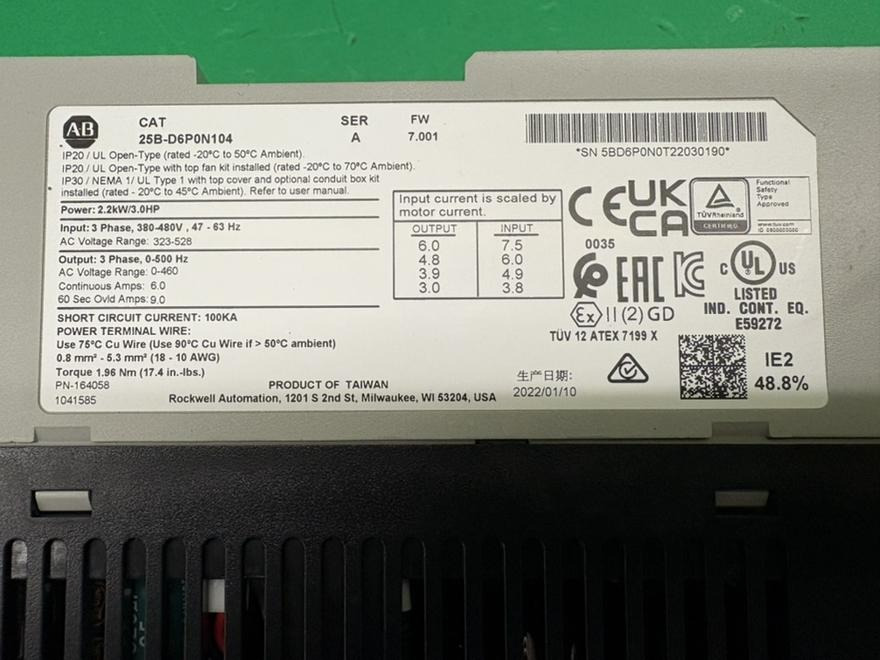 AB
CAT SER FW
25B-D6P0N104 A 7.001
*SN 5BD6P0N0T22030190*
IP20 / UL Open-Type (rated -20°C to 50°C Ambient).
IP20 / UL Open-Type with top fan kit installed (rated -20°C to 70°C Ambient).
IP30 / NEMA 1/ UL Type 1 with top cover and optional conduit box kit
installed (rated - 20°C to 45°C Ambient). Refer to user manual.
Power: 2.2kW/3.0HP
Input: 3 Phase, 380-480V , 47 - 63 Hz
AC Voltage Range: 323-528
Output: 3 Phase, 0-500 Hz
AC Voltage Range: 0-460
Continuous Amps: 6.0
60 Sec Ovld Amps: 9.0
SHORT CIRCUIT CURRENT: 100KA
POWER TERMINAL WIRE:
Use 75°C Cu Wire (Use 90°C Cu Wire if > 50°C ambient)
0.8 mm² - 5.3 mm² (18 - 10 AWG)
Torque 1.96 Nm (17.4 in.-lbs.)
PN-164058
1041585
PRODUCT OF TAIWAN
Rockwell Automation, 1201 S 2nd St, Milwaukee, WI 53204, USA
Input current is scaled by
motor current.
OUTPUT INPUT
6.0 7.5
4.8 6.0
3.9 4.9
3.0 3.8
CE
0035
UK
CA
TÜVRheinland
CERTIFIED
Functional
Safety
Type
Approved
www.tuv.com
EAC
KC
C UL US
LISTED
IND. CONT. EQ.
E59272
Ex II (2) GD
TÜV 12 ATEX 7199 X
生产日期:
2022/01/10
IE2
48.8%